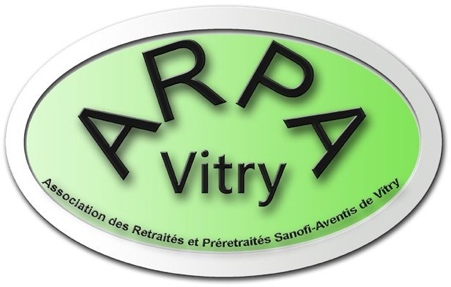 ARPA
Vitry
Association des Retraités et Préretraités Sanofi-Aventis de Vitry